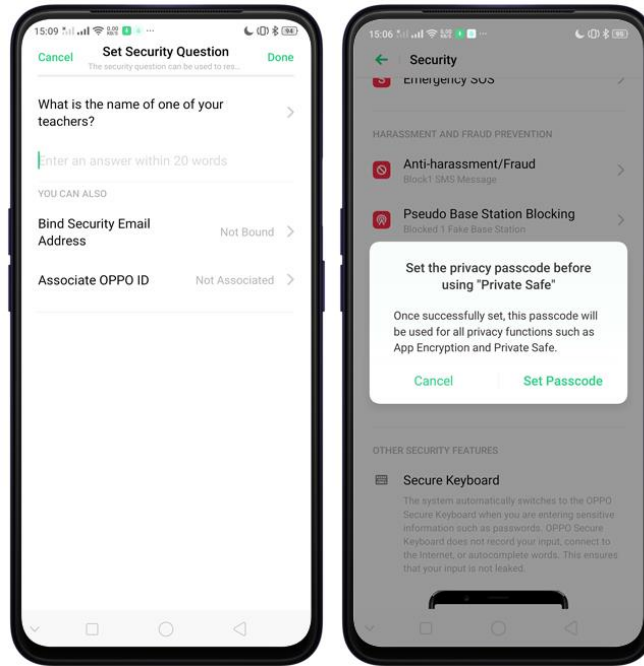 15:09
94
Cancel
Set Security Question
Done
The security question can be used to res...
What is the name of one of your
teachers?
Enter an answer within 20 words
YOU CAN ALSO
Bind Security Email
Address
Not Bound
Associate OPPO ID
Not Associated
15:06
95
Security
Emergency SOS
HARASSMENT AND FRAUD PREVENTION
Anti-harassment/Fraud
Block1 SMS Message
Pseudo Base Station Blocking
Blocked 1 Fake Base Station
Set the privacy passcode before
using "Private Safe"
Once successfully set, this passcode will
be used for all privacy functions such as
App Encryption and Private Safe.
Cancel
Set Passcode
OTHER SECURITY FEATURES
Secure Keyboard
The system automatically switches to the OPPO
Secure Keyboard when you are entering sensitive
information such as passwords. OPPO Secure
Keyboard does not record your input, connect to
the Internet, or autocomplete words. This ensures
that your input is not leaked.